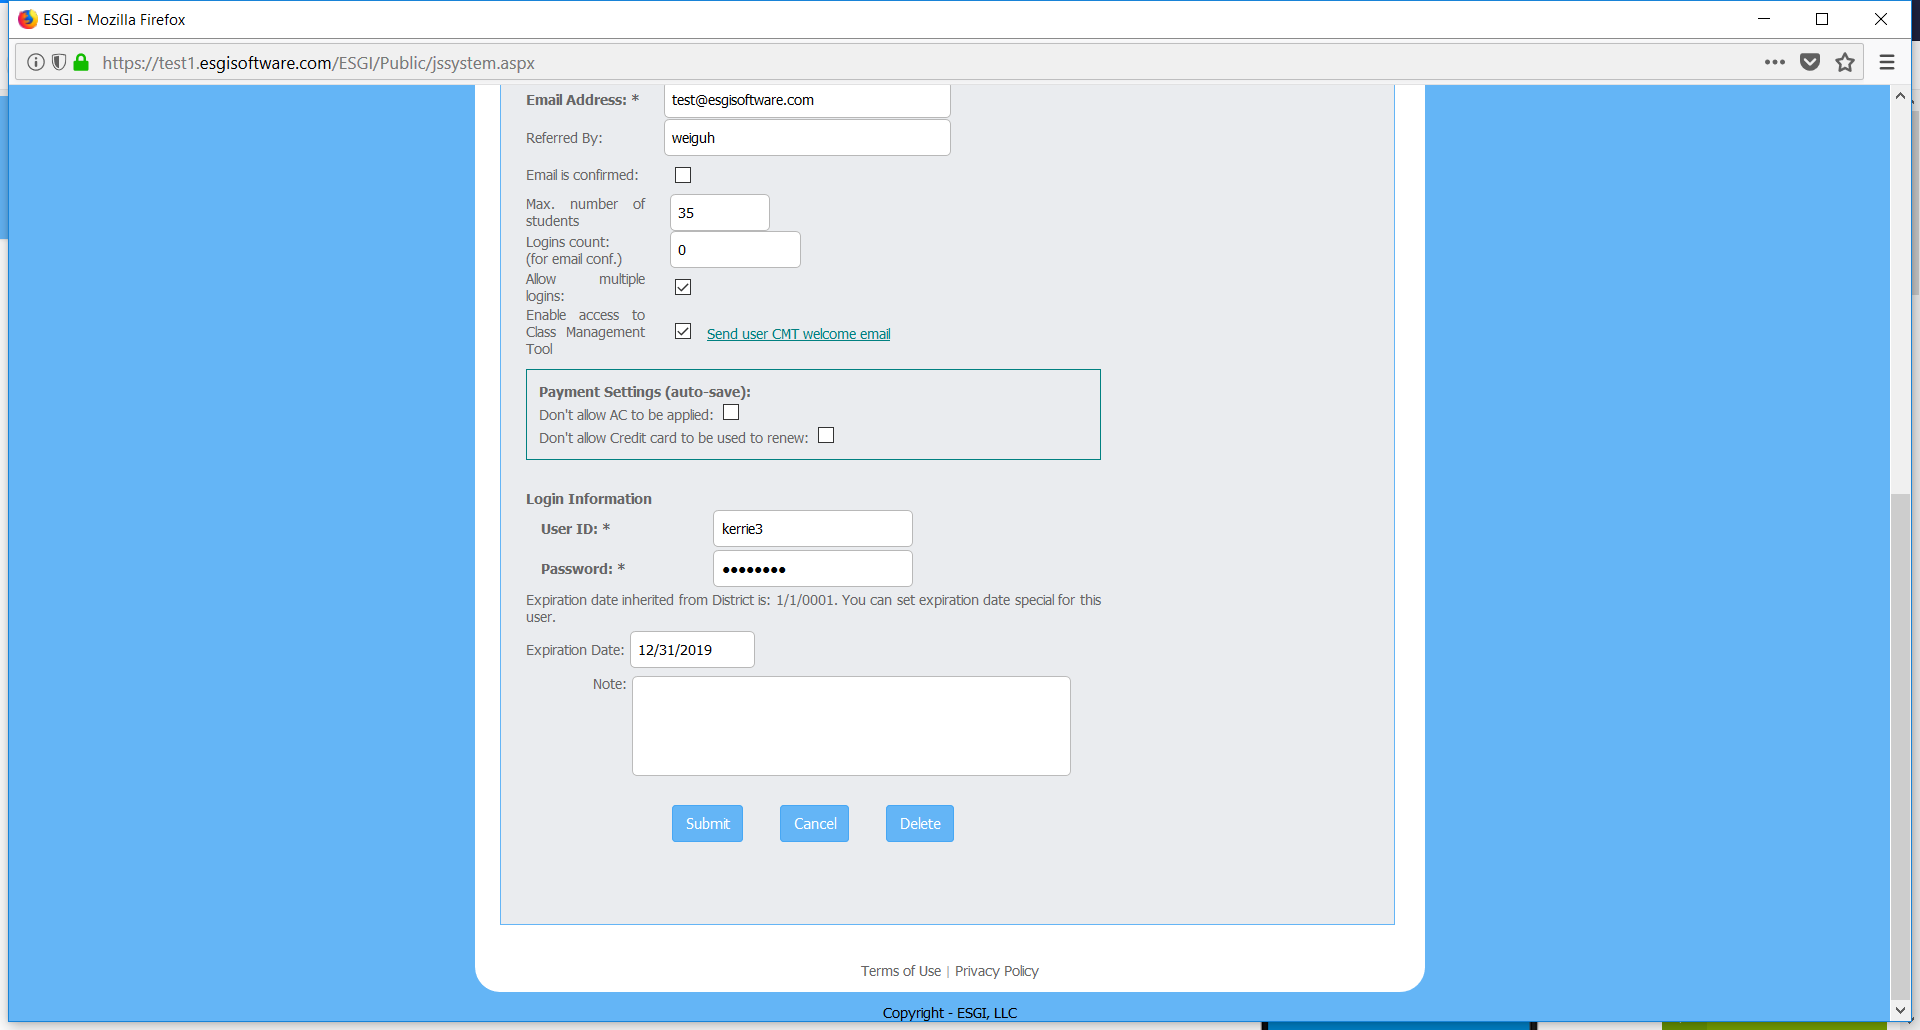 ESGI - Mozilla Firefox
https://test1.esgisoftware.com/ESGI/Public/jssystem.aspx
Email Address: * test@esgisoftware.com
Referred By: weiguh
Email is confirmed:
Max. number of
students
35
Logins count:
(for email conf.)
0
Allow multiple
logins:
Enable access to
Class Management
Tool
Send user CMT welcome email
Payment Settings (auto-save):
Don't allow AC to be applied:
Don't allow Credit card to be used to renew:
Login Information
User ID: * kerrie3
Password: * ••••••••
Expiration date inherited from District is: 1/1/0001. You can set expiration date special for this
user.
Expiration Date: 12/31/2019
Note:
Submit Cancel Delete
Terms of Use | Privacy Policy
Copyright - ESGI, LLC